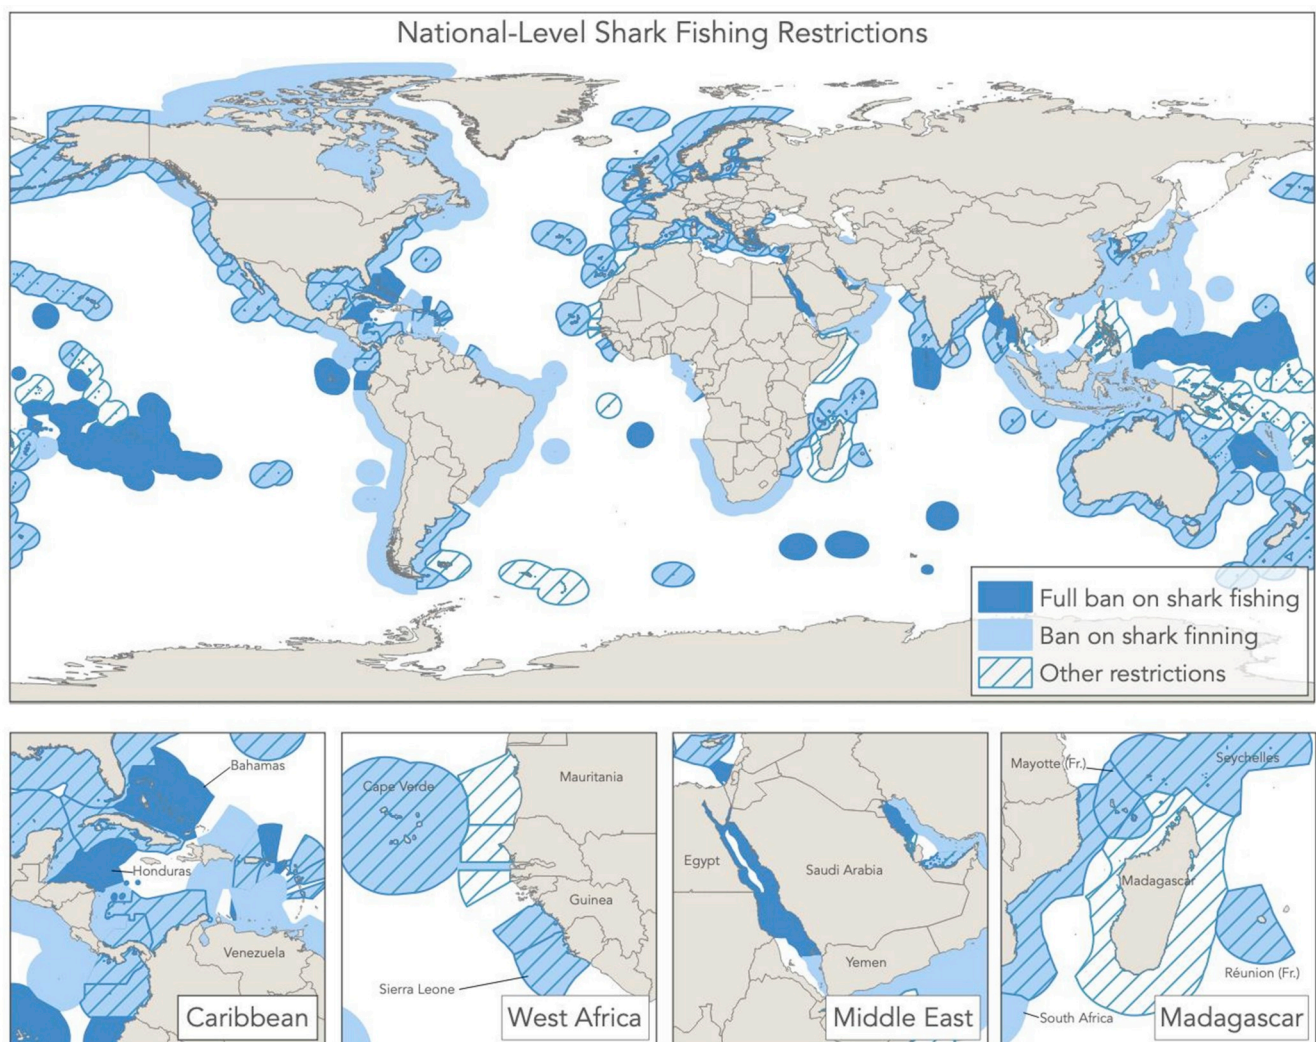 National-Level Shark Fishing Restrictions
Full ban on shark fishing
Ban on shark finning
Other restrictions
Bahamas
Honduras
Venezuela
Caribbean
Cape Verde
Mauritania
Guinea
Sierra Leone
West Africa
Egypt
Saudi Arabia
Yemen
Middle East
Mayotte (Fr.)
Seychelles
Madagascar
Réunion (Fr.)
South Africa
Madagascar